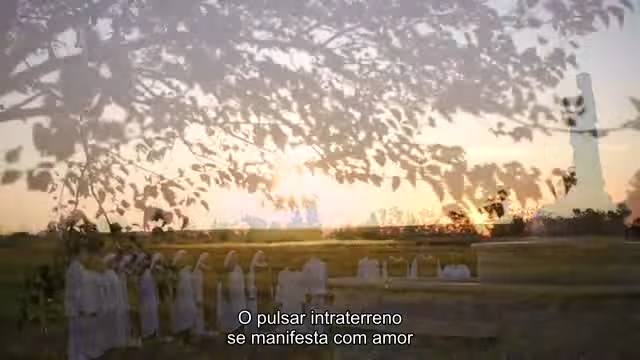 O pulsar intraterreno
se manifesta com amor